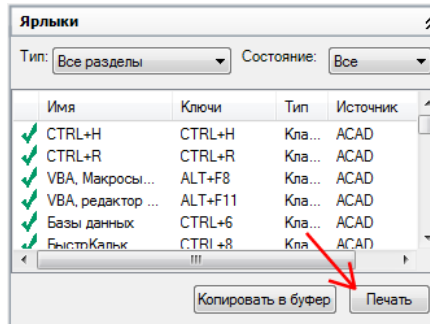 Ярлыки
Тип: Все разделы Состояние: Все
Имя Ключи Тип Источник
CTRL+H CTRL+H Кла... ACAD
CTRL+R CTRL+R Кла... ACAD
VBA, Макросы... ALT+F8 Кла... ACAD
VBA, редактор ... ALT+F11 Кла... ACAD
Базы данных CTRL+6 Кла... ACAD
БыстрКальк CTRL+8 Кла... ACAD
Копировать в буфер Печать